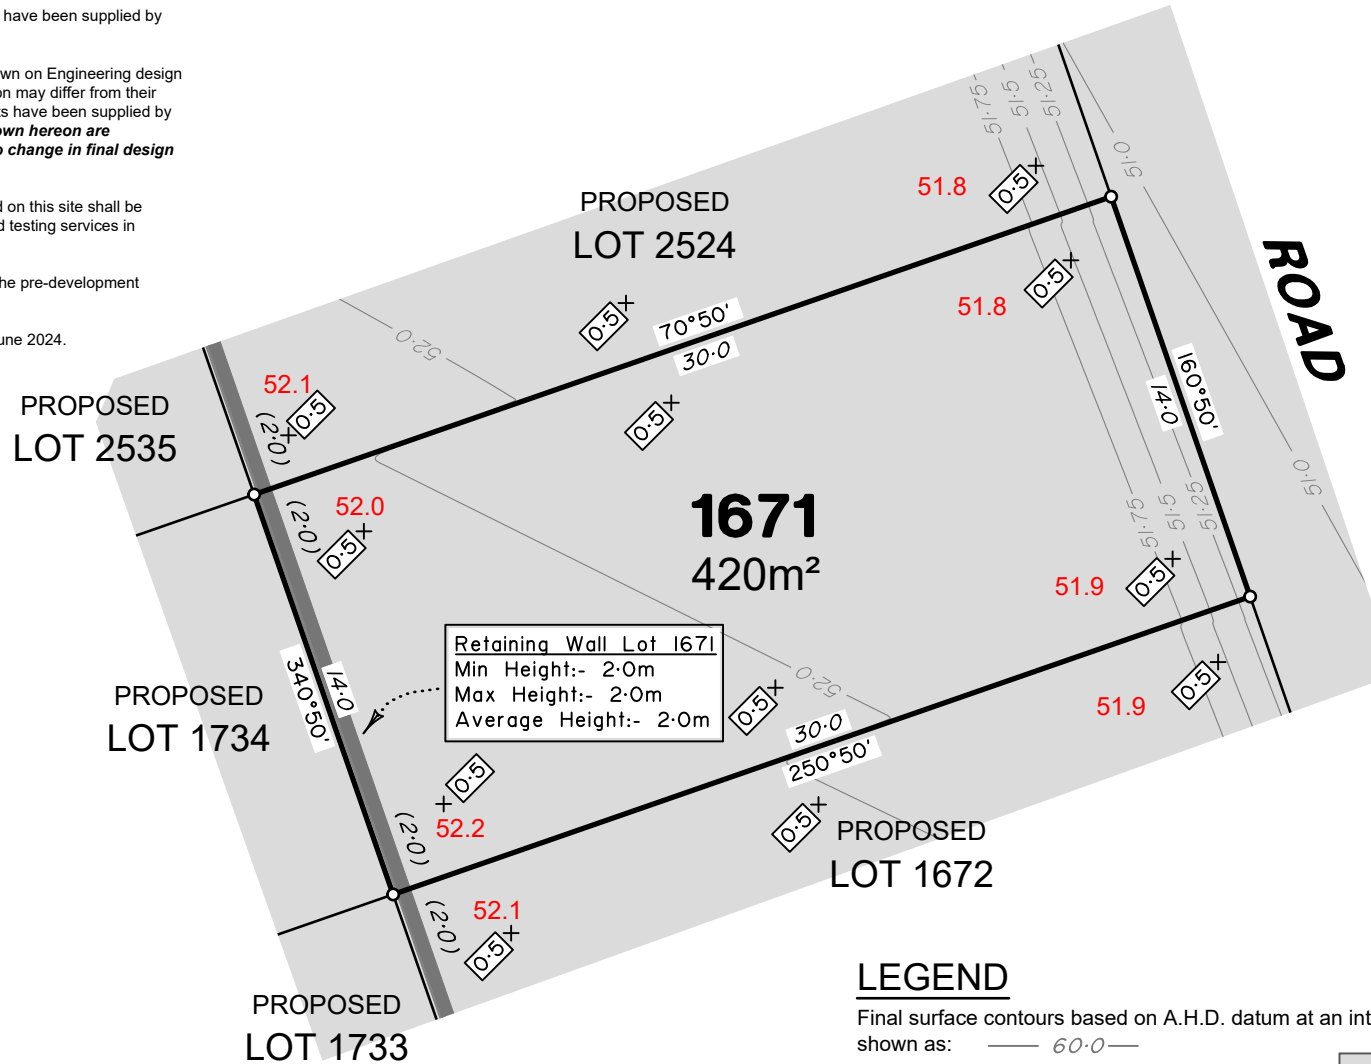 have been supplied by
wn on Engineering design
on may differ from their
ts have been supplied by
own hereon are
o change in final design
d on this site shall be
d testing services in
he pre-development
une 2024.
51·75
51·5
51·25
51·0
51.8
0·5
PROPOSED
LOT 2524
ROAD
51.8
0·5
0·5
70°50'
30·0
52·0
52.1
0·5
(2·0)
PROPOSED
LOT 2535
0·5
160°50'
14·0
52.0
0·5
(2·0)
1671
420m²
51·75
51·5
51·25
51·0
51.9
0·5
Retaining Wall Lot 1671
Min Height:- 2·0m
Max Height:- 2·0m
Average Height:- 2·0m
340°50'
14·0
PROPOSED
LOT 1734
52·0
0·5
51.9
0·5
30·0
250°50'
0·5
52.2
(2·0)
0·5
PROPOSED
LOT 1672
52.1
(2·0)
0·5
PROPOSED
LOT 1733
LEGEND
Final surface contours based on A.H.D. datum at an int
shown as: 60·0